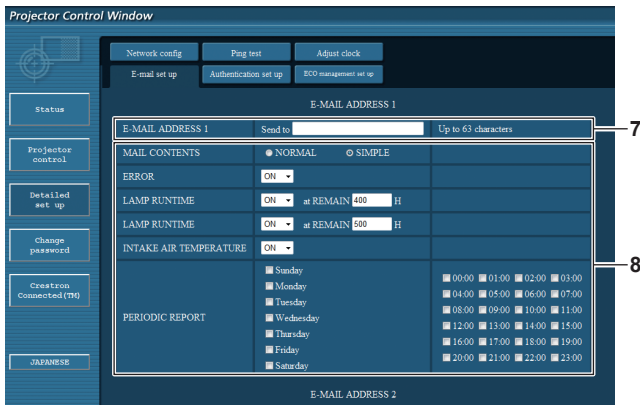 Projector Control Window
Network config Ping test Adjust clock
E-mail set up Authentication set up ECO management set up
Status
Projector control
Detailed set up
Change password
Crestron Connected(TM)
JAPANESE
E-MAIL ADDRESS 1
E-MAIL ADDRESS 1 Send to Up to 63 characters
7
MAIL CONTENTS NORMAL SIMPLE
ERROR ON
LAMP RUNTIME ON at REMAIN 400 H
LAMP RUNTIME ON at REMAIN 500 H
INTAKE AIR TEMPERATURE ON
8
PERIODIC REPORT
Sunday
Monday
Tuesday
Wednesday
Thursday
Friday
Saturday
00:00 01:00 02:00 03:00
04:00 05:00 06:00 07:00
08:00 09:00 10:00 11:00
12:00 13:00 14:00 15:00
16:00 17:00 18:00 19:00
20:00 21:00 22:00 23:00
E-MAIL ADDRESS 2